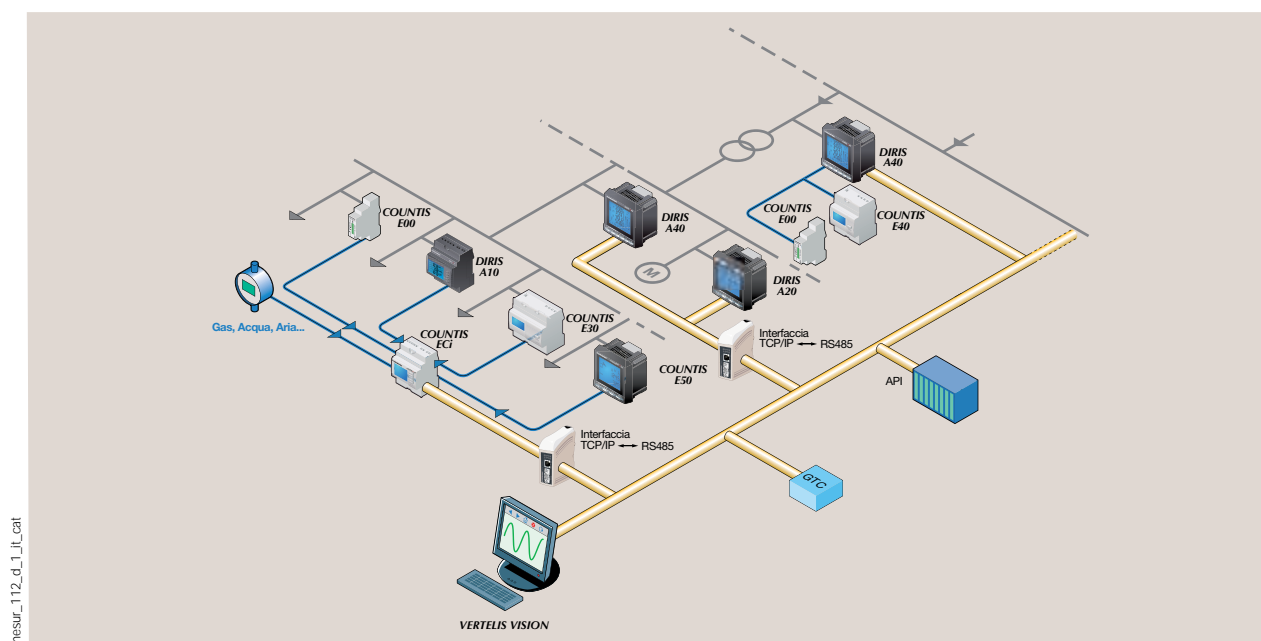 DIRIS
A40
COUNTIS
E00
COUNTIS
E40
DIRIS
A40
COUNTIS
E00
DIRIS
A10
M
DIRIS
A20
Gas, Acqua, Aria...
COUNTIS
ECi
COUNTIS
E30
COUNTIS
E50
Interfaccia
TCP/IP ↔ RS485
API
Interfaccia
TCP/IP ↔ RS485
GTC
VERTELIS VISION
mesur_112_d_1_it_cat